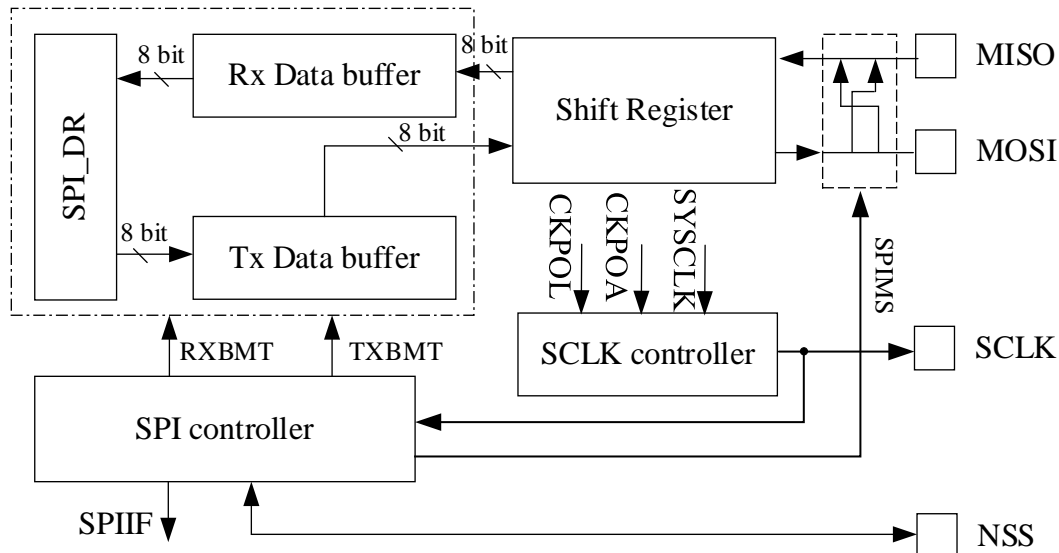 8 bit
Rx Data buffer
8 bit
Shift Register
MISO
SPI_DR
8 bit
MOSI
8 bit
Tx Data buffer
CKPOL
CKPOA
SYSCLK
SPIMS
RXBMT
TXBMT
SCLK controller
SCLK
SPI controller
SPIIF
NSS